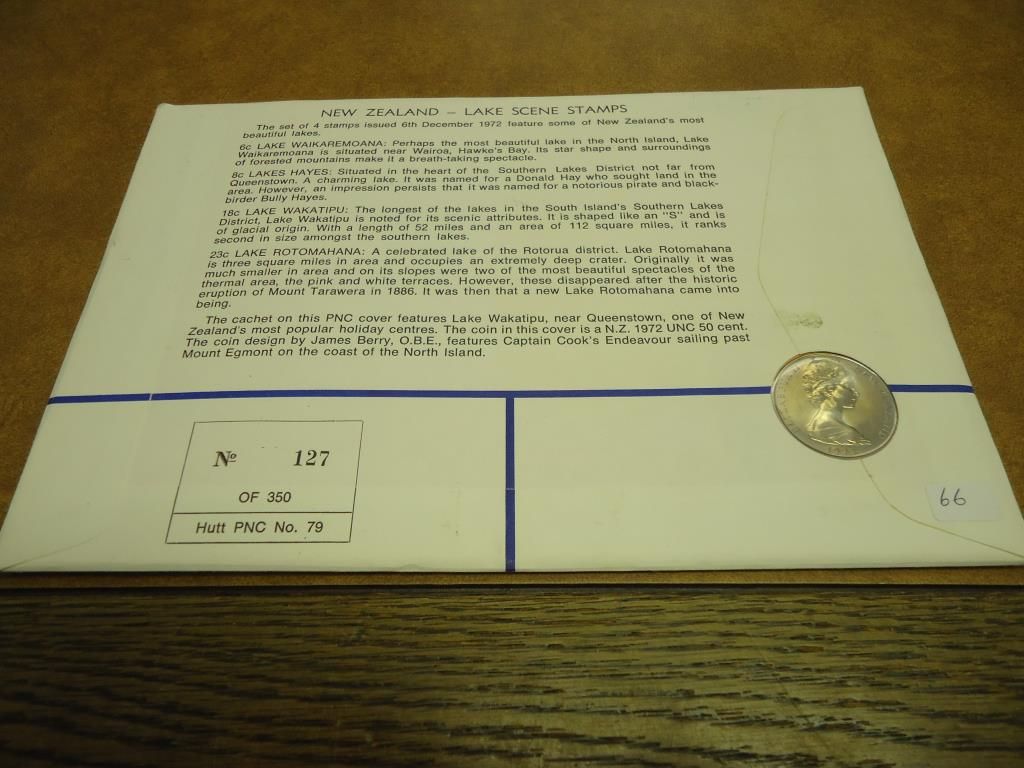 NEW ZEALAND – LAKE SCENE STAMPS
The set of 4 stamps issued 6th December 1972 feature some of New Zealand's most
beautiful lakes.
6c LAKE WAIKAREMOANA: Perhaps the most beautiful lake in the North Island, Lake
Waikaremoana is situated near Wairoa, Hawke's Bay. Its star shape and surroundings
of forested mountains make it a breath-taking spectacle.
8c LAKES HAYES: Situated in the heart of the Southern Lakes District not far from
Queenstown. A charming lake. It was named for a Donald Hay who sought land in the
area. However, an impression persists that it was named for a notorious pirate and black-
birder Bully Hayes.
18c LAKE WAKATIPU: The longest of the lakes in the South Island's Southern Lakes
District, Lake Wakatipu is noted for its scenic attributes. It is shaped like an "S" and is
of glacial origin. With a length of 52 miles and an area of 112 square miles, it ranks
second in size amongst the southern lakes.
23c LAKE ROTOMAHANA: A celebrated lake of the Rotorua district. Lake Rotomahana
is three square miles in area and occupies an extremely deep crater. Originally it was
much smaller in area and on its slopes were two of the most beautiful spectacles of the
thermal area, the pink and white terraces. However, these disappeared after the historic
eruption of Mount Tarawera in 1886. It was then that a new Lake Rotomahana came into
being.
The cachet on this PNC cover features Lake Wakatipu, near Queenstown, one of New
Zealand's most popular holiday centres. The coin in this cover is a N.Z. 1972 UNC 50 cent.
The coin design by James Berry, O.B.E., features Captain Cook's Endeavour sailing past
Mount Egmont on the coast of the North Island.
No 127
OF 350
Hutt PNC No. 79
66